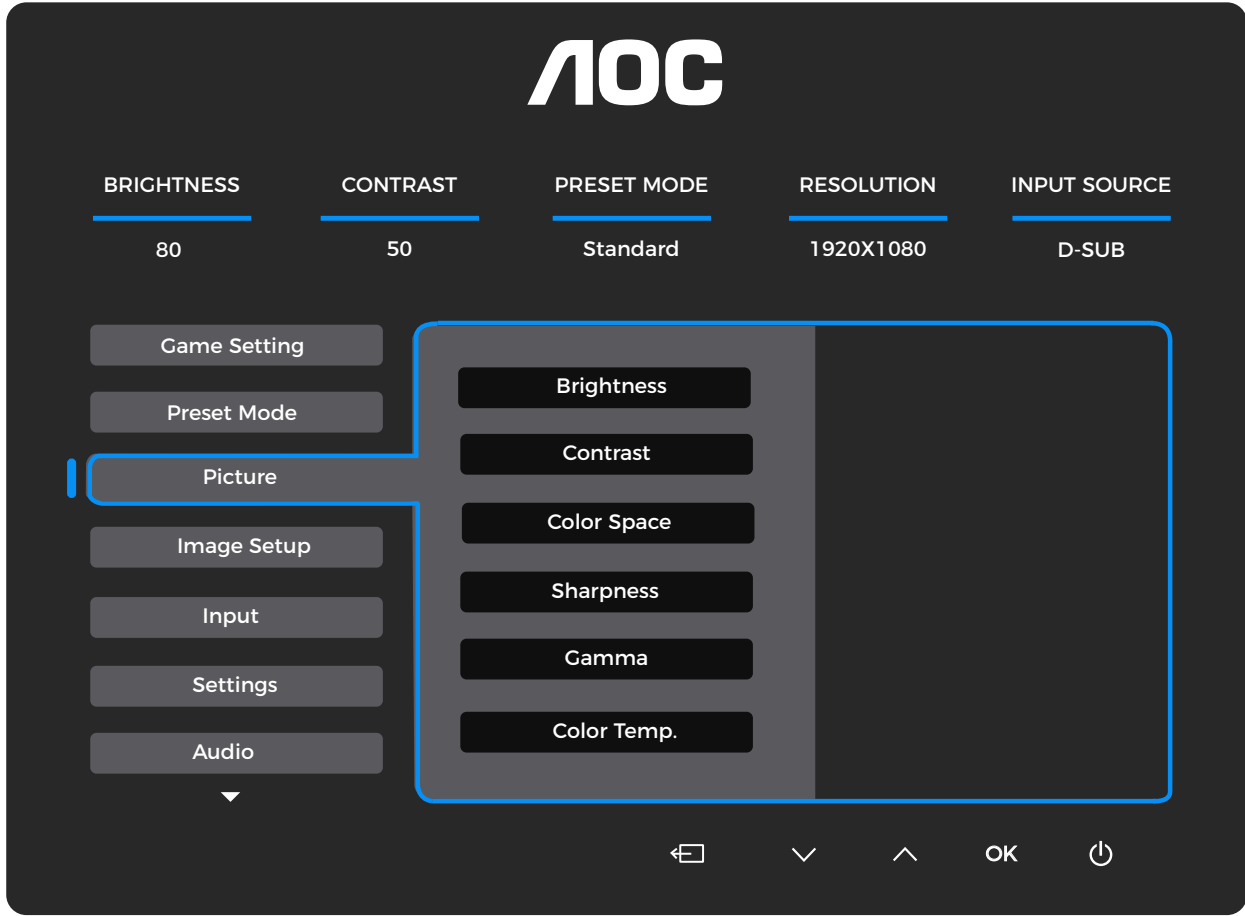 AOC
BRIGHTNESS CONTRAST PRESET MODE RESOLUTION INPUT SOURCE
80 50 Standard 1920X1080 D-SUB
Game Setting
Preset Mode
Picture
Image Setup
Input
Settings
Audio
Brightness
Contrast
Color Space
Sharpness
Gamma
Color Temp.
OK